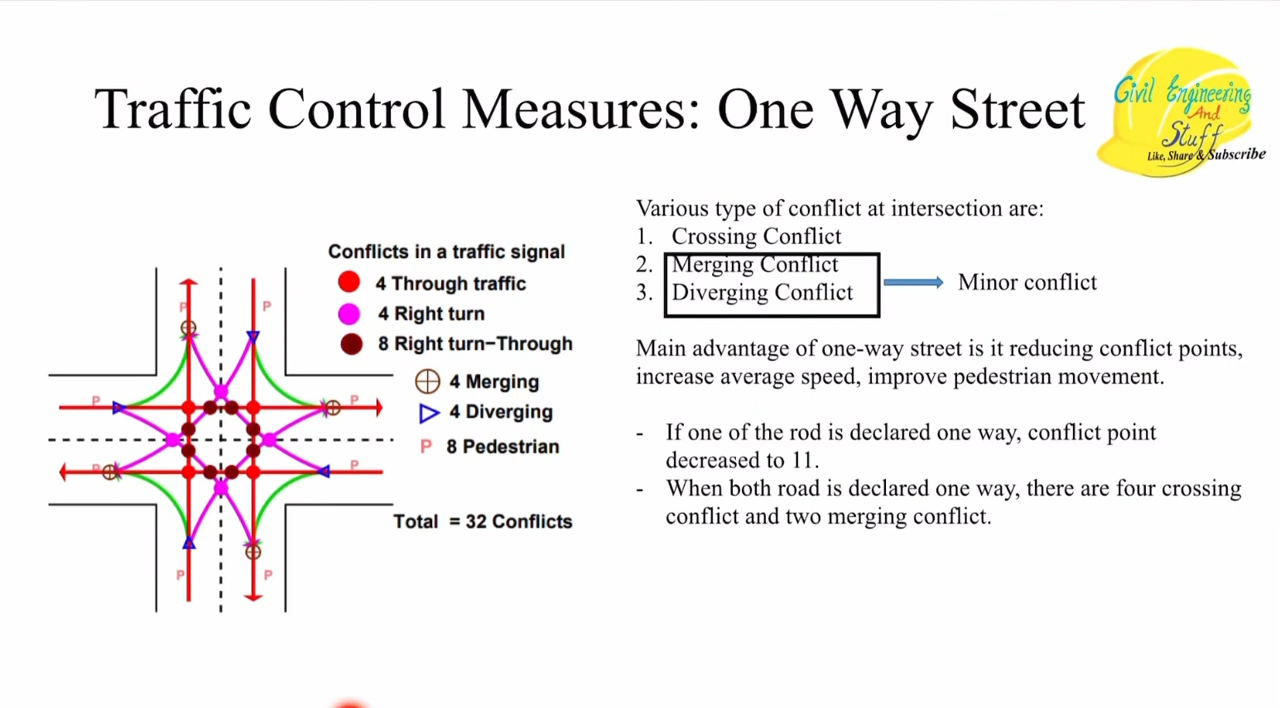 Traffic Control Measures: One Way Street
Civil Engineering
And
Stuff
Like, Share & Subscribe
Conflicts in a traffic signal
4 Through traffic
4 Right turn
8 Right turn−Through
4 Merging
4 Diverging
P 8 Pedestrian
Total = 32 Conflicts
P
P
P
P
P
P
P
P
Various type of conflict at intersection are:
1. Crossing Conflict
2. Merging Conflict
3. Diverging Conflict
Minor conflict
Main advantage of one-way street is it reducing conflict points,
increase average speed, improve pedestrian movement.
- If one of the rod is declared one way, conflict point
decreased to 11.
- When both road is declared one way, there are four crossing
conflict and two merging conflict.